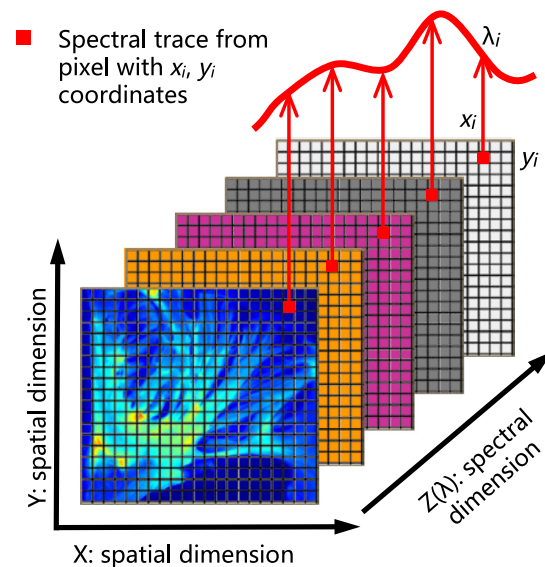 Spectral trace from
pixel with xᵢ, yᵢ
coordinates
λᵢ
xᵢ
yᵢ
Y: spatial dimension
Z(λ): spectral
dimension
X: spatial dimension